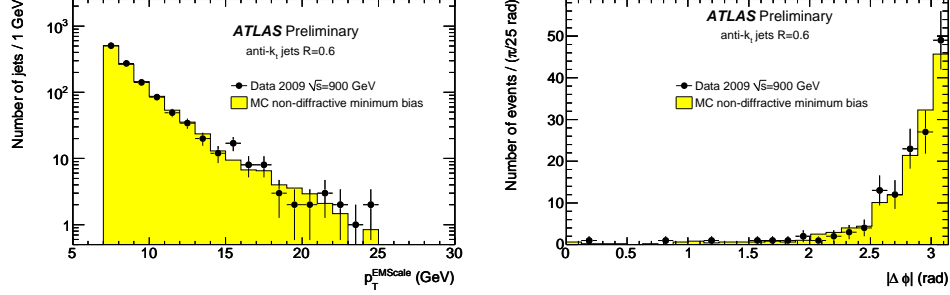 Number of jets / 1 GeV
10³
10²
10
1
ATLAS Preliminary
anti-kt jets R=0.6
Data 2009 √s=900 GeV
MC non-diffractive minimum bias
5 10 15 20 25 30
p_T^EMScale (GeV)
Number of events / (π/25 rad)
50
40
30
20
10
0
ATLAS Preliminary
anti-kt jets R=0.6
Data 2009 √s=900 GeV
MC non-diffractive minimum bias
0 0.5 1 1.5 2 2.5 3
|Δ ϕ| (rad)